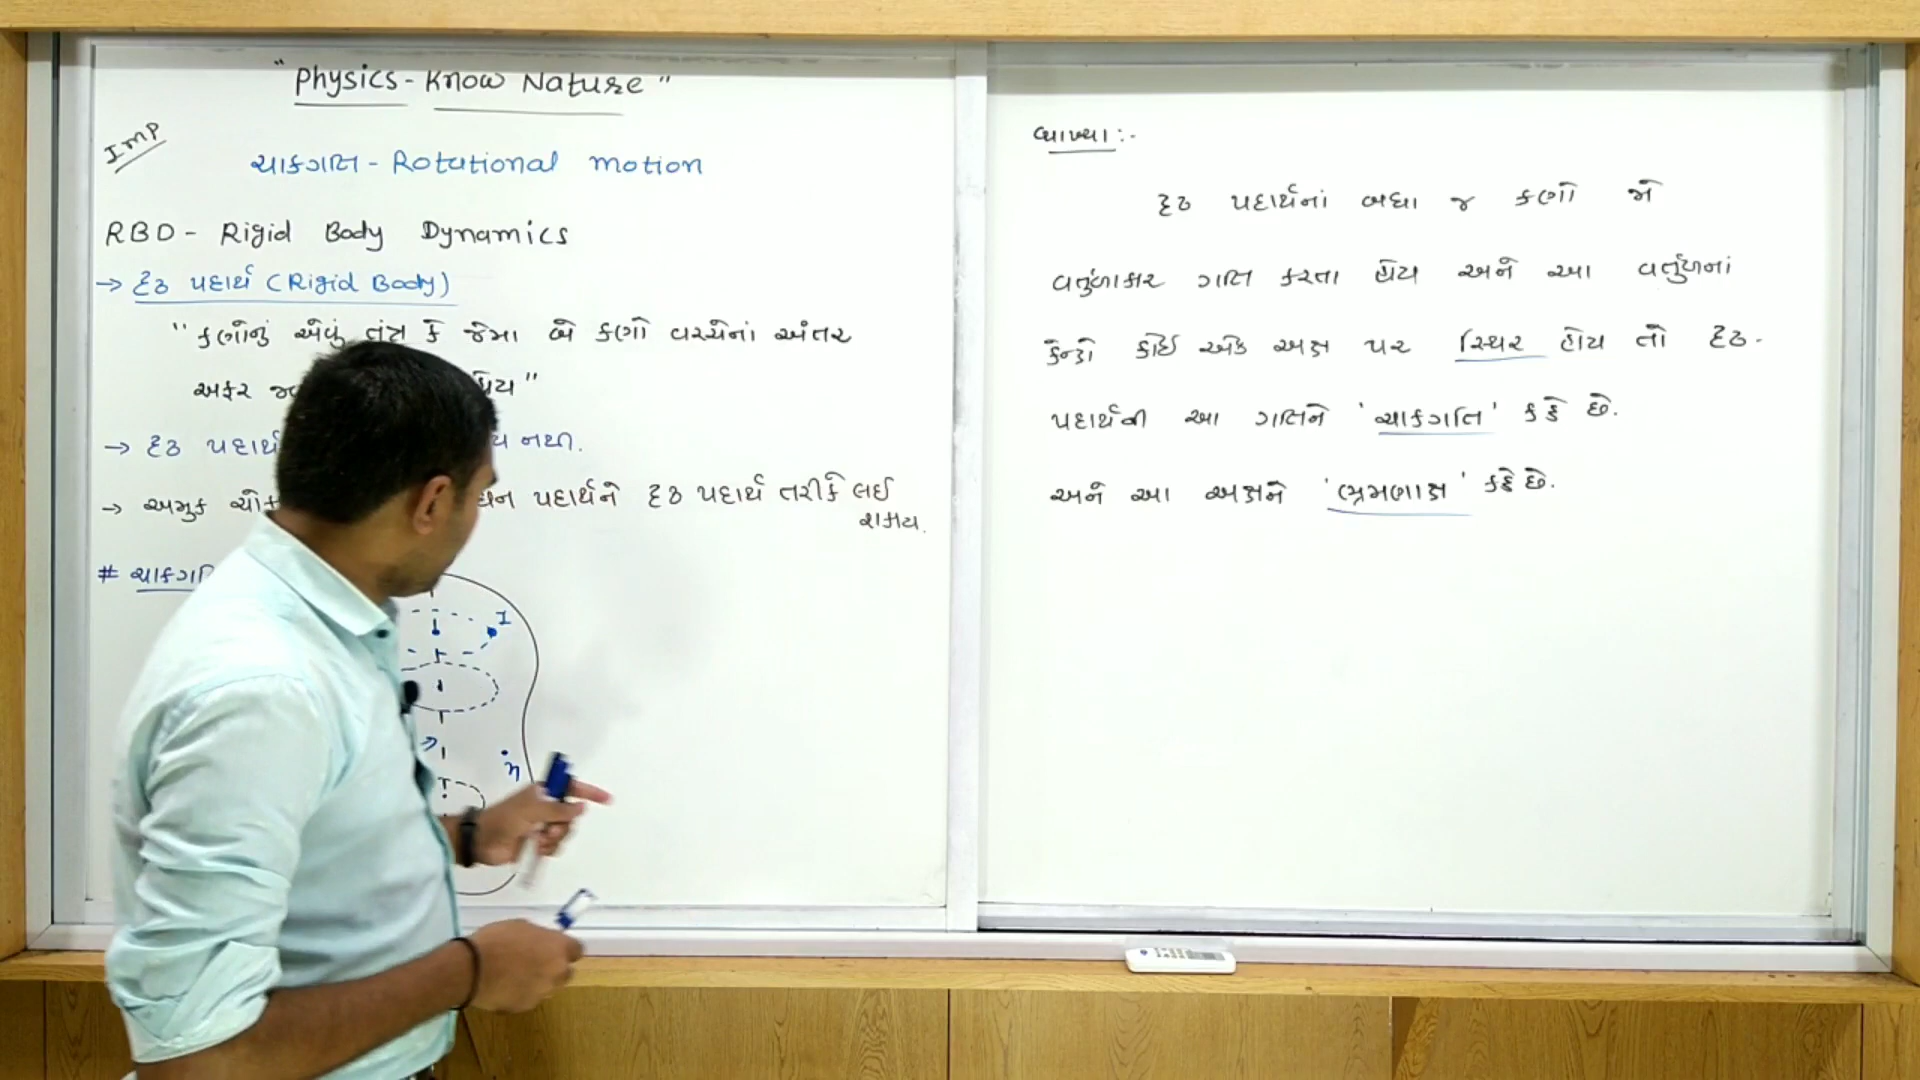 "Physics - Know Nature"
IMP
ચાકગતિ - Rotational motion
RBD - Rigid Body Dynamics
→ દૃઢ પદાર્થ (Rigid Body)
"કણોનું એવું તંત્ર કે જેમા બે કણો વચ્ચેનાં અંતર
અફર "
→ દૃઢ પદાર્થ નથી.
→ અમુક ઘન પદાર્થને દૃઢ પદાર્થ તરીકે લઈ
શકાય.
# ચાકગતિ
I
n
વ્યાખ્યા :-
દૃઢ પદાર્થનાં બધા જ કણો જો
વર્તુળાકાર ગતિ કરતા હોય અને આ વર્તુળનાં
કેન્દ્રો કોઈ એક અક્ષ પર સ્થિર હોય તો દૃઢ.
પદાર્થની આ ગતિને 'ચાકગતિ' કહે છે.
અને આ અક્ષને 'ભ્રમણાક્ષ' કહે છે.